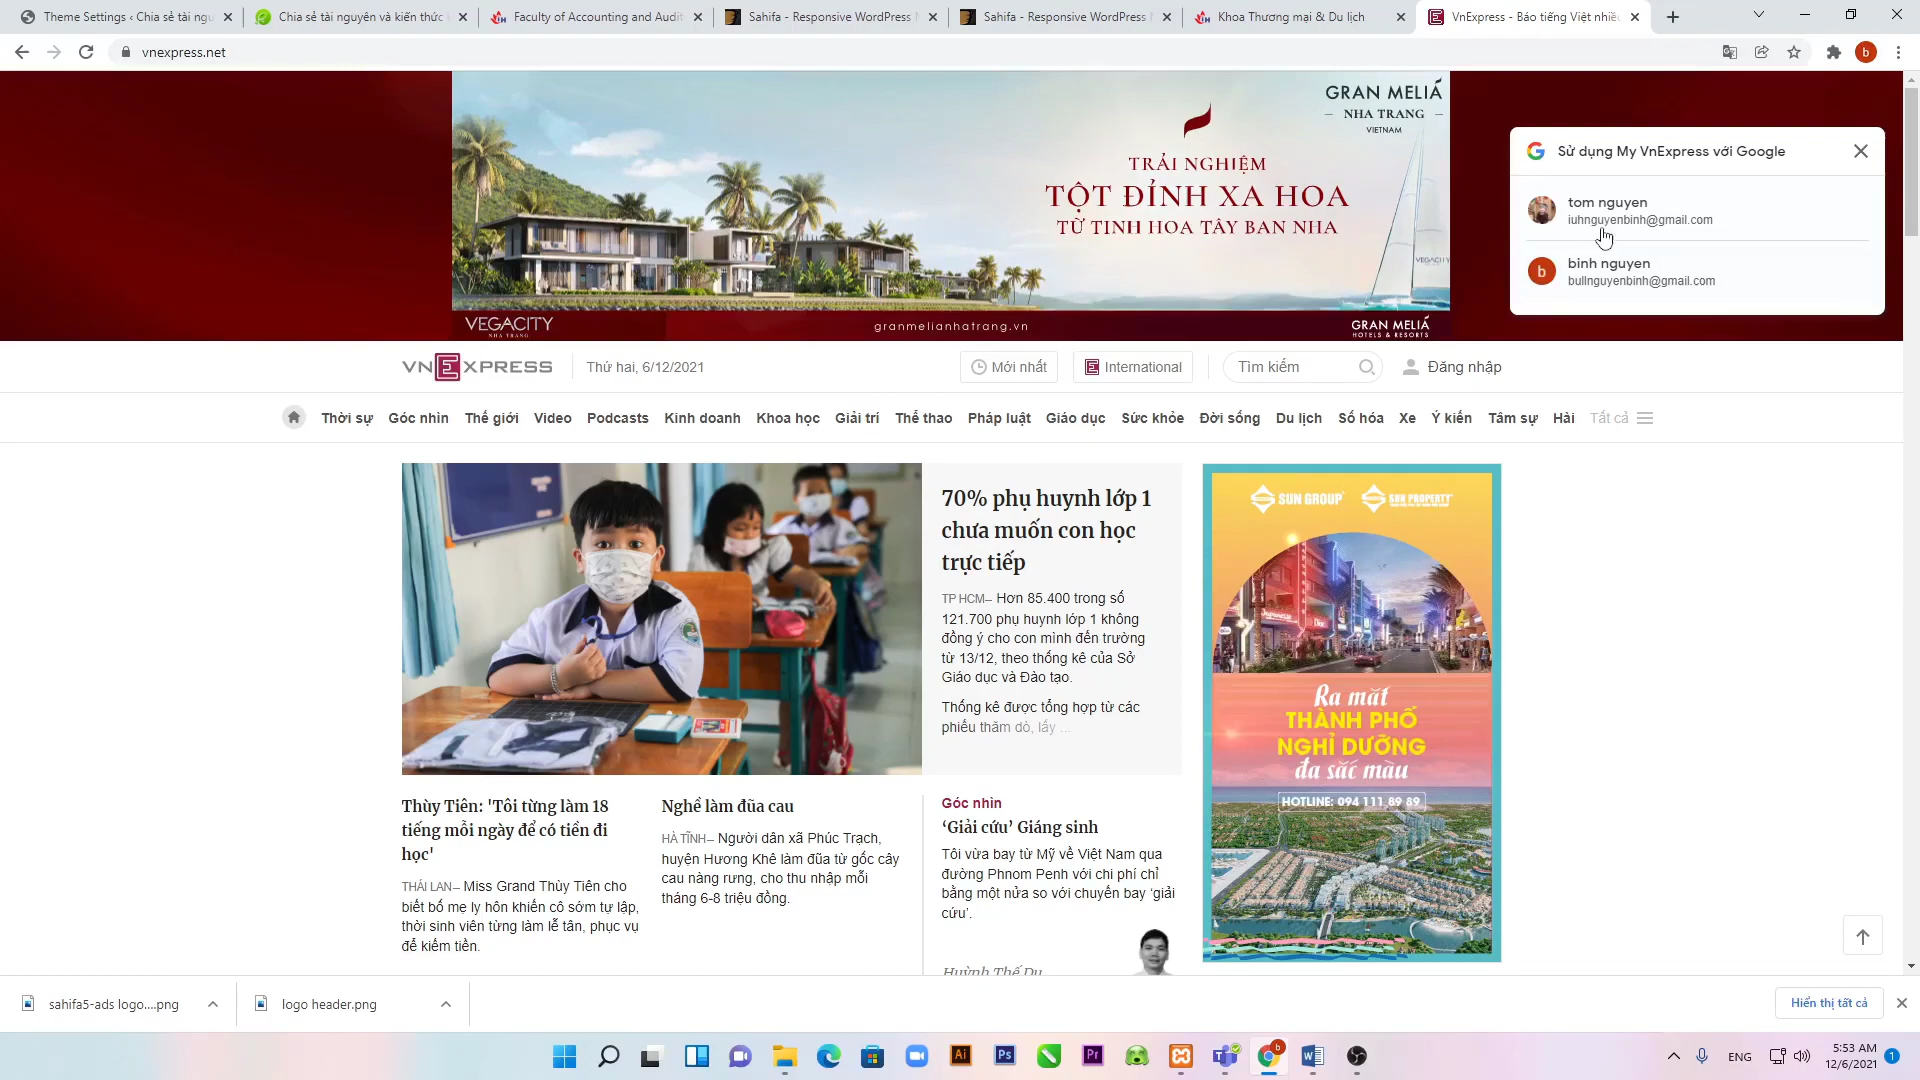 Theme Settings ‹ Chia sẻ tài ngu
Chia sẻ tài nguyên và kiến thức
Faculty of Accounting and Audit
Sahifa - Responsive WordPress
Sahifa - Responsive WordPress
Khoa Thương mại & Du lịch
VnExpress - Báo tiếng Việt nhiều
vnexpress.net
b
GRAN MELIÁ
NHA TRANG
VIETNAM
TRẢI NGHIỆM
TỘT ĐỈNH XA HOA
TỪ TINH HOA TÂY BAN NHA
VEGACITY
VEGACITY
NHA TRANG
granmelianhatrang.vn
GRAN MELIÁ
HOTELS & RESORTS
Sử dụng My VnExpress với Google
tom nguyen
iuhnguyenbinh@gmail.com
b
binh nguyen
bullnguyenbinh@gmail.com
VNEXPRESS
Thứ hai, 6/12/2021
Mới nhất
E International
Tìm kiếm
Đăng nhập
Thời sự Góc nhìn Thế giới Video Podcasts Kinh doanh Khoa học Giải trí Thể thao Pháp luật Giáo dục Sức khỏe Đời sống Du lịch Số hóa Xe Ý kiến Tâm sự Hài Tất cả
70% phụ huynh lớp 1
chưa muốn con học
trực tiếp
TP HCM– Hơn 85.400 trong số
121.700 phụ huynh lớp 1 không
đồng ý cho con mình đến trường
từ 13/12, theo thống kê của Sở
Giáo dục và Đào tạo.
Thống kê được tổng hợp từ các
phiếu thăm dò, lấy ...
SUN GROUP
SUN PROPERTY
Ra mắt
THÀNH PHỐ
NGHỈ DƯỠNG
đa sắc màu
HOTLINE: 094 111 89 89
Thùy Tiên: 'Tôi từng làm 18
tiếng mỗi ngày để có tiền đi
học'
THÁI LAN– Miss Grand Thùy Tiên cho
biết bố mẹ ly hôn khiến cô sớm tự lập,
thời sinh viên từng làm lễ tân, phục vụ
để kiếm tiền.
Nghề làm đũa cau
HÀ TĨNH– Người dân xã Phúc Trạch,
huyện Hương Khê làm đũa từ gốc cây
cau nàng rưng, cho thu nhập mỗi
tháng 6-8 triệu đồng.
Góc nhìn
‘Giải cứu’ Giáng sinh
Tôi vừa bay từ Mỹ về Việt Nam qua
đường Phnom Penh với chi phí chỉ
bằng một nửa so với chuyến bay ‘giải
cứu’.
Huỳnh Thế Du
sahifa5-ads logo....png
logo header.png
Hiển thị tất cả
Ai
Ps
Pr
b
ENG
5:53 AM
12/6/2021
1